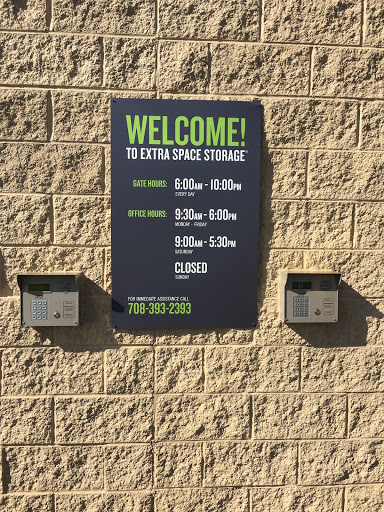 WELCOME!
TO EXTRA SPACE STORAGE
GATE HOURS: 6:00AM - 10:00PM
EVERY DAY
OFFICE HOURS: 9:30AM - 6:00PM
MONDAY - FRIDAY
9:00AM - 5:30PM
SATURDAY
CLOSED
SUNDAY
FOR IMMEDIATE ASSISTANCE CALL
708-393-2393